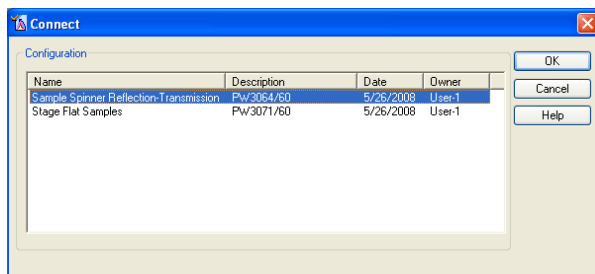 Connect
Configuration
OK
Cancel
Help
Name Description Date Owner
Sample Spinner Reflection-Transmission PW3064/60 5/26/2008 User-1
Stage Flat Samples PW3071/60 5/26/2008 User-1